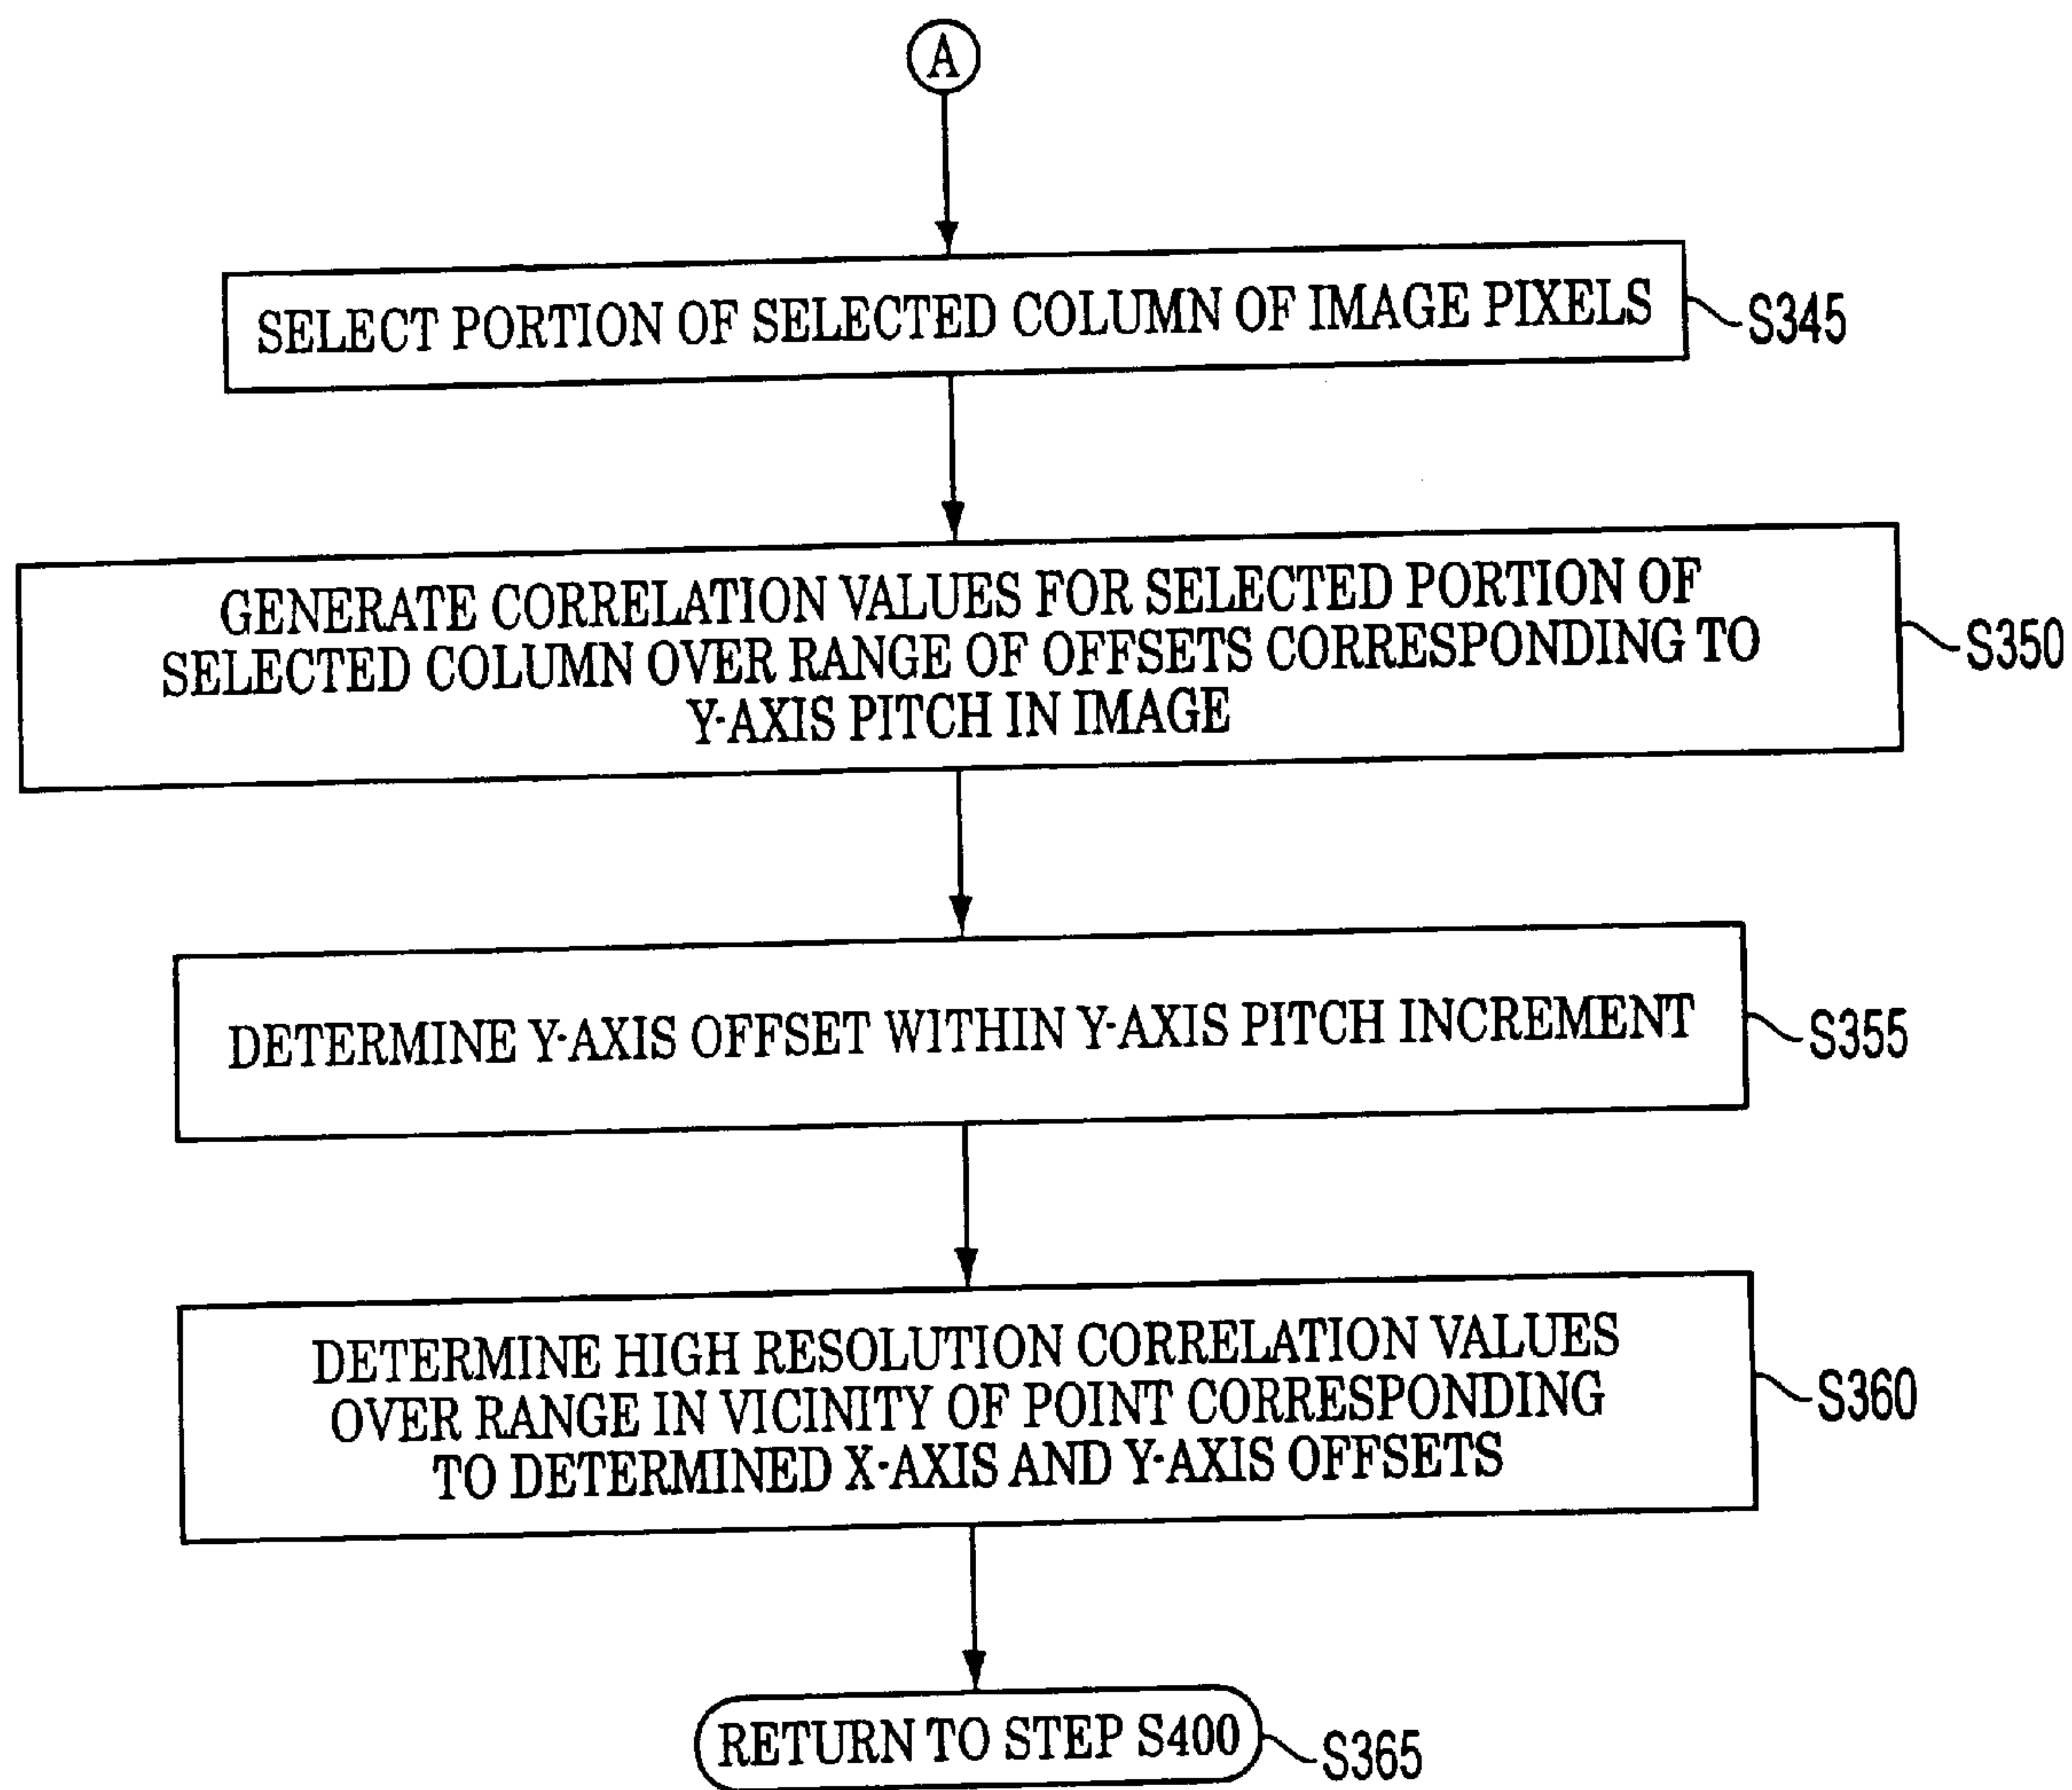 A
SELECT PORTION OF SELECTED COLUMN OF IMAGE PIXELS
S345
GENERATE CORRELATION VALUES FOR SELECTED PORTION OF
SELECTED COLUMN OVER RANGE OF OFFSETS CORRESPONDING TO
Y-AXIS PITCH IN IMAGE
S350
DETERMINE Y-AXIS OFFSET WITHIN Y-AXIS PITCH INCREMENT
S355
DETERMINE HIGH RESOLUTION CORRELATION VALUES
OVER RANGE IN VICINITY OF POINT CORRESPONDING
TO DETERMINED X-AXIS AND Y-AXIS OFFSETS
S360
RETURN TO STEP S400
S365